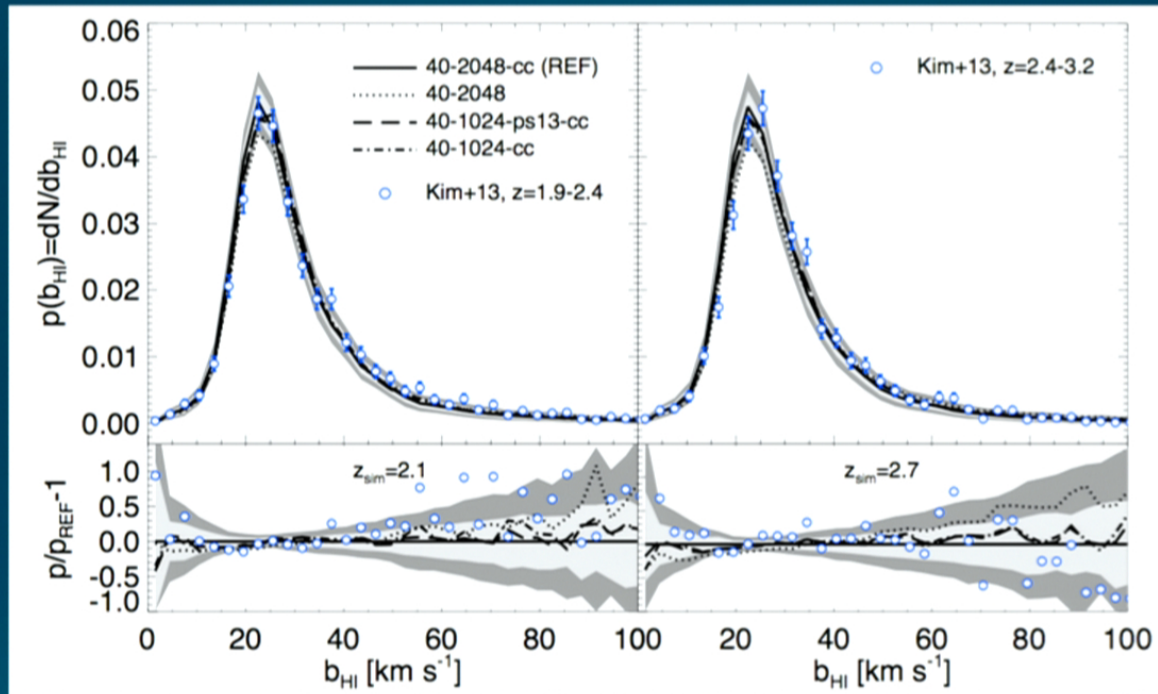 0.06
0.05
0.04
0.03
0.02
0.01
0.00
p(b_HI)=dN/db_HI
40-2048-cc (REF)
40-2048
40-1024-ps13-cc
40-1024-cc
Kim+13, z=1.9-2.4
Kim+13, z=2.4-3.2
1.0
0.5
0.0
-0.5
-1.0
p/p_REF-1
z_sim=2.1
z_sim=2.7
0 20 40 60 80 100 20 40 60 80 100
b_HI [km s^-1] b_HI [km s^-1]